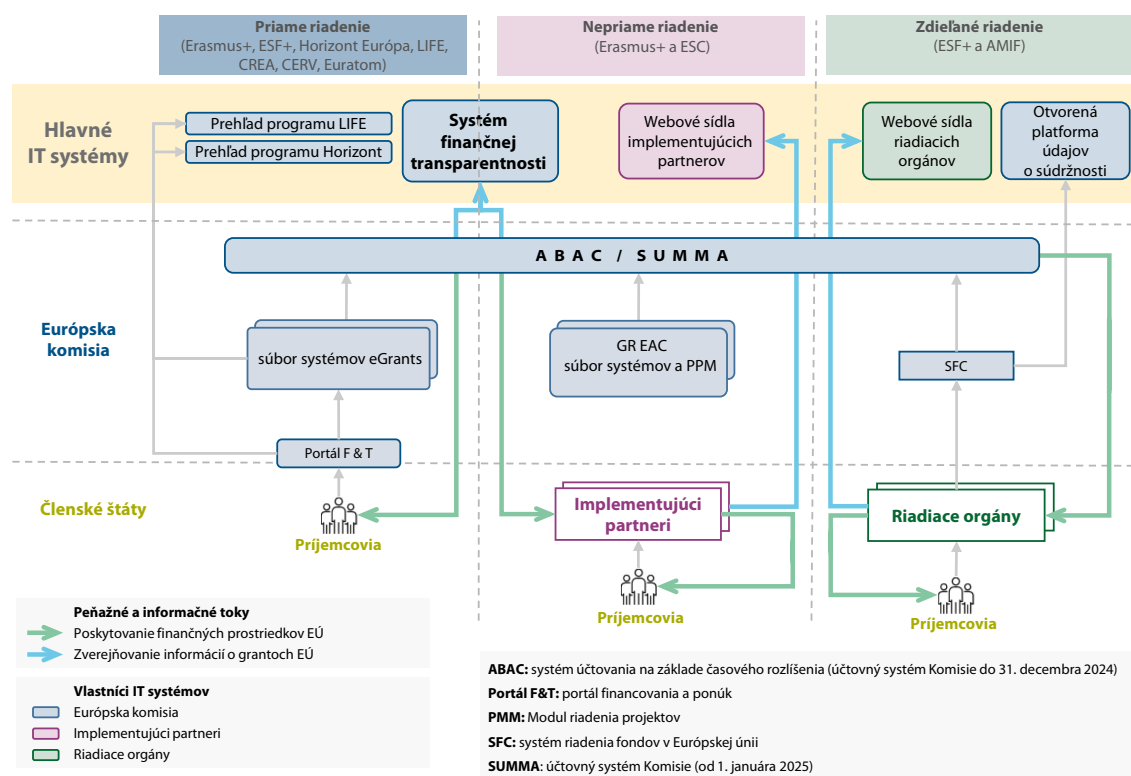 Priame riadenie
(Erasmus+, ESF+, Horizont Európa, LIFE,
CREA, CERV, Euratom)
Nepriame riadenie
(Erasmus+ a ESC)
Zdieľané riadenie
(ESF+ a AMIF)
Hlavné
IT systémy
Prehľad programu LIFE
Prehľad programu Horizont
Systém
finančnej
transparentnosti
Webové sídla
implementujúcich
partnerov
Webové sídla
riadiacich
orgánov
Otvorená
platforma
údajov
o súdržnosti
ABAC / SUMMA
Európska
komisia
súbor systémov eGrants
GR EAC
súbor systémov a PPM
SFC
Portál F & T
Členské štáty
Príjemcovia
Implementujúci
partneri
Príjemcovia
Riadiace orgány
Príjemcovia
Peňažné a informačné toky
Poskytovanie finančných prostriedkov EÚ
Zverejňovanie informácií o grantoch EÚ
Vlastníci IT systémov
Európska komisia
Implementujúci partneri
Riadiace orgány
ABAC: systém účtovania na základe časového rozlíšenia (účtovný systém Komisie do 31. decembra 2024)
Portál F&T: portál financovania a ponúk
PMM: Modul riadenia projektov
SFC: systém riadenia fondov v Európskej únii
SUMMA: účtovný systém Komisie (od 1. januára 2025)